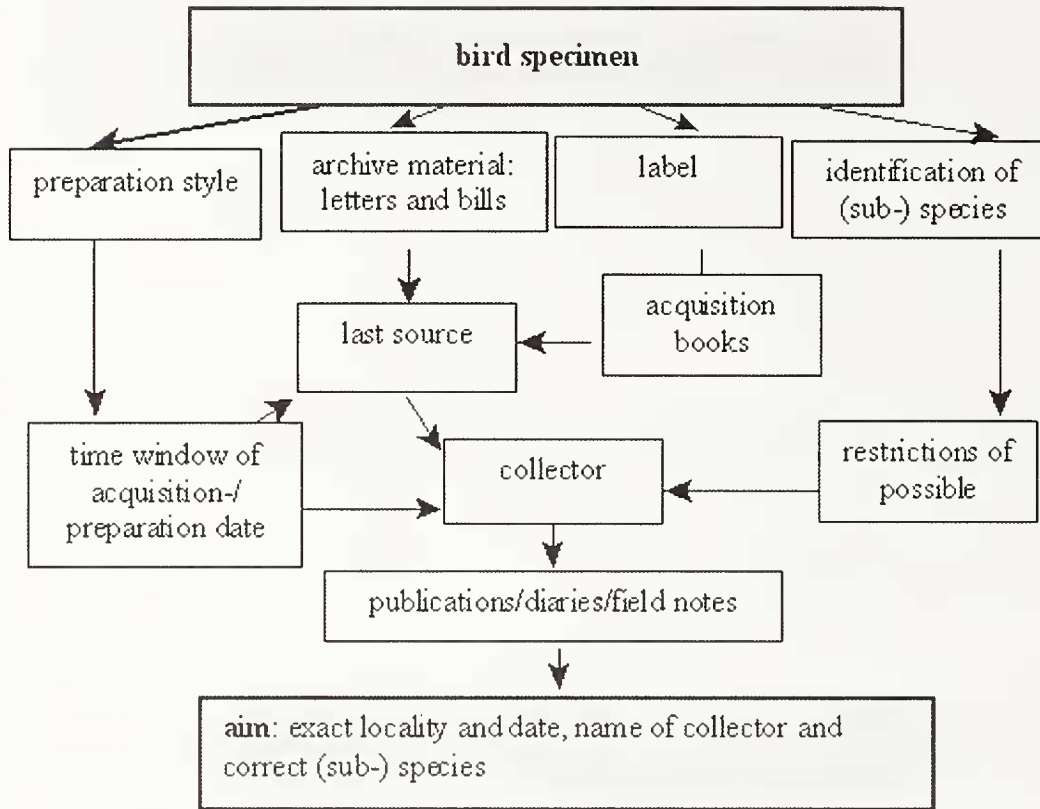 bird specimen
preparation style
archive material:
letters and bills
label
identification of
(sub-) species
last source
acquisition
books
time window of
acquisition-/
preparation date
collector
restrictions of
possible
publications/diaries/field notes
aim: exact locality and date, name of collector and
correct (sub-) species